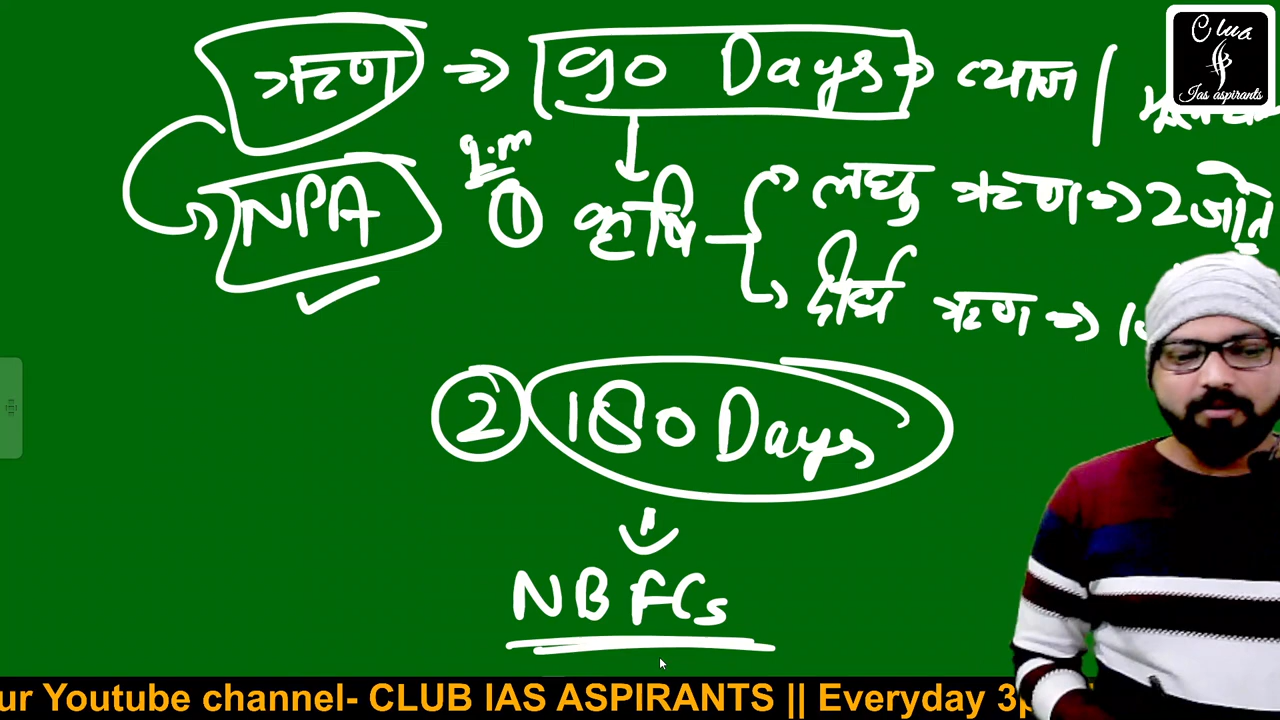 Club
Ias aspirants
ऋण ⇒ 90 Days ⇒ ब्याज |
NPA
① कृषि लघु ऋण ⇒ 2 जोत
दीर्घ ऋण ⇒ 1
② 180 Days
NBFCs
ur Youtube channel- CLUB IAS ASPIRANTS || Everyday 3p